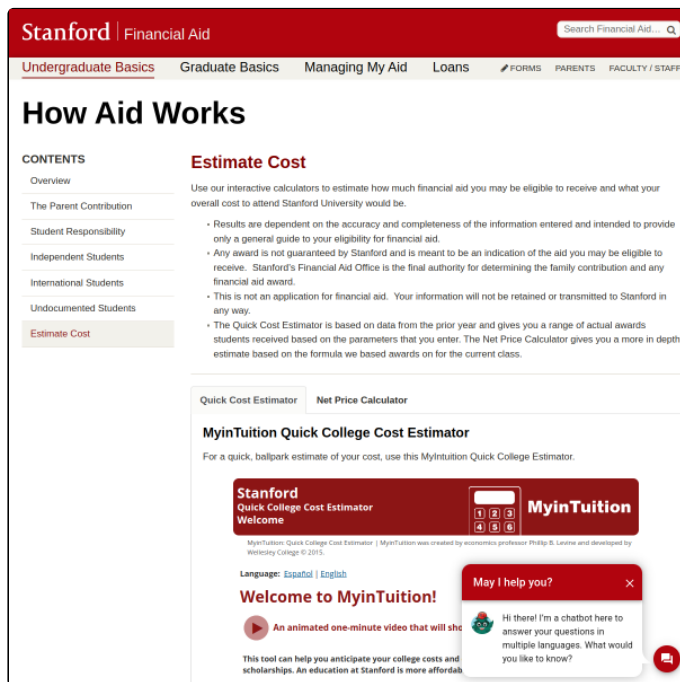 Stanford | Financial Aid
Search Financial Aid...
Undergraduate Basics Graduate Basics Managing My Aid Loans FORMS PARENTS FACULTY / STAFF
How Aid Works
CONTENTS
Overview
The Parent Contribution
Student Responsibility
Independent Students
International Students
Undocumented Students
Estimate Cost
Estimate Cost
Use our interactive calculators to estimate how much financial aid you may be eligible to receive and what your
overall cost to attend Stanford University would be.
• Results are dependent on the accuracy and completeness of the information entered and intended to provide
only a general guide to your eligibility for financial aid.
• Any award is not guaranteed by Stanford and is meant to be an indication of the aid you may be eligible to
receive. Stanford's Financial Aid Office is the final authority for determining the family contribution and any
financial aid award.
• This is not an application for financial aid. Your information will not be retained or transmitted to Stanford in
any way.
• The Quick Cost Estimator is based on data from the prior year and gives you a range of actual awards
students received based on the parameters that you enter. The Net Price Calculator gives you a more in depth
estimate based on the formula we based awards on for the current class.
Quick Cost Estimator Net Price Calculator
MyinTuition Quick College Cost Estimator
For a quick, ballpark estimate of your cost, use this MyIntuition Quick College Estimator.
Stanford
Quick College Cost Estimator
Welcome
1 2 3
4 5 6
MyinTuition
MyinTuition: Quick College Cost Estimator | MyinTuition was created by economics professor Phillip B. Levine and developed by
Wellesley College © 2015.
Language: Español | English
Welcome to MyinTuition!
An animated one-minute video that will sho
This tool can help you anticipate your college costs and
scholarships. An education at Stanford is more affordab
May I help you? ×
Hi there! I'm a chatbot here to
answer your questions in
multiple languages. What would
you like to know?